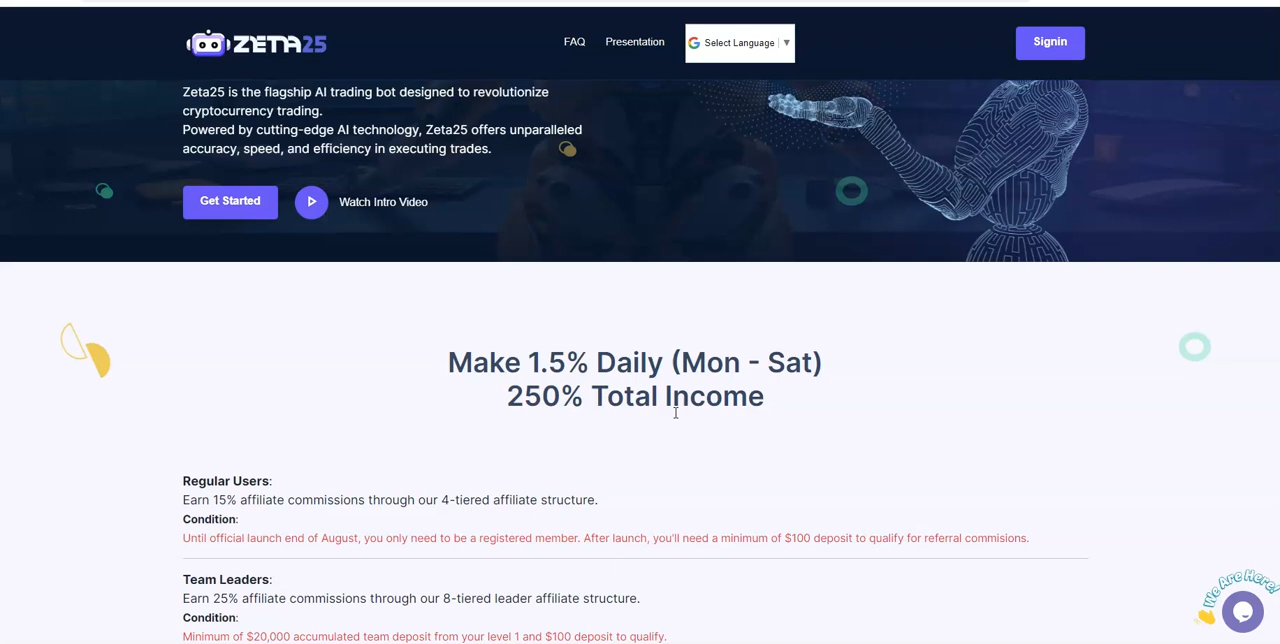 ZETA25
FAQ Presentation Select Language ▼ Signin
Zeta25 is the flagship AI trading bot designed to revolutionize
cryptocurrency trading.
Powered by cutting-edge AI technology, Zeta25 offers unparalleled
accuracy, speed, and efficiency in executing trades.
Get Started Watch Intro Video
Make 1.5% Daily (Mon - Sat)
250% Total Income
Regular Users:
Earn 15% affiliate commissions through our 4-tiered affiliate structure.
Condition:
Until official launch end of August, you only need to be a registered member. After launch, you'll need a minimum of $100 deposit to qualify for referral commisions.
Team Leaders:
Earn 25% affiliate commissions through our 8-tiered leader affiliate structure.
Condition:
Minimum of $20,000 accumulated team deposit from your level 1 and $100 deposit to qualify.
We Are Here!